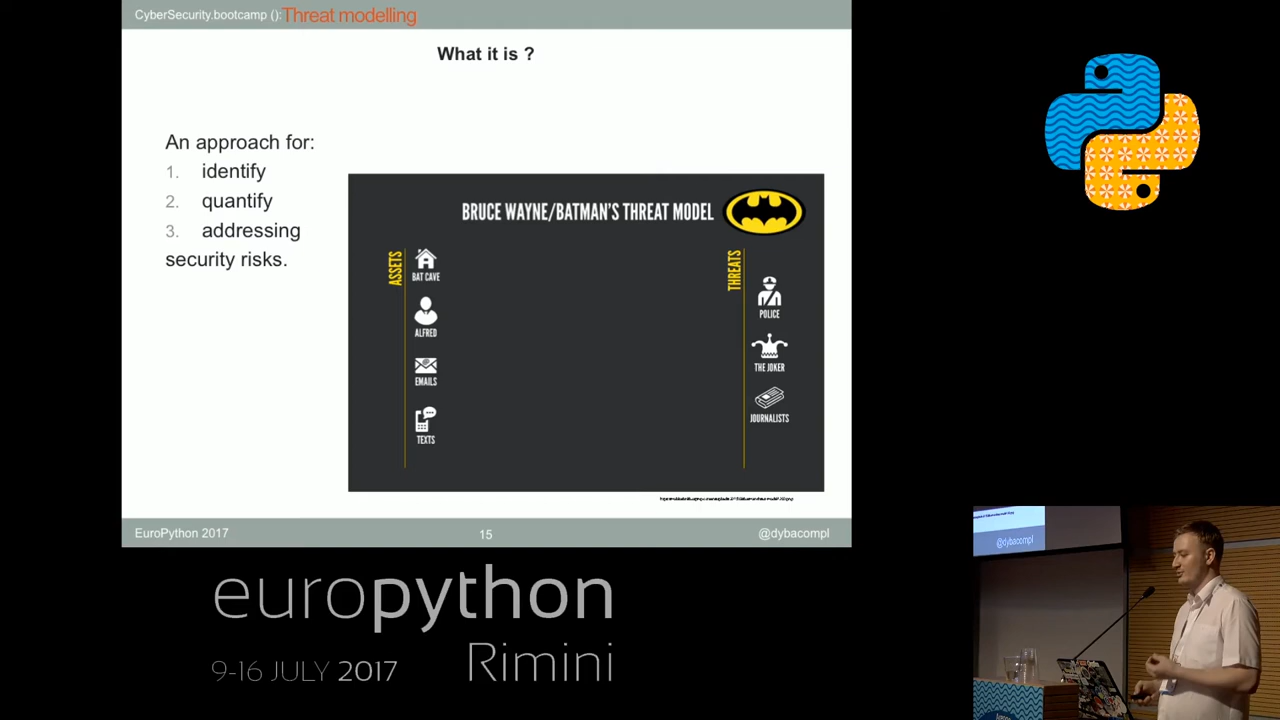 CyberSecurity.bootcamp ():Threat modelling
What it is ?
An approach for:
1. identify
2. quantify
3. addressing
security risks.
BRUCE WAYNE/BATMAN'S THREAT MODEL
ASSETS
BAT CAVE
ALFRED
EMAILS
TEXTS
THREATS
POLICE
THE JOKER
JOURNALISTS
EuroPython 2017
15
@dybacompl
europython
Rimini
9-16 JULY 2017
@dybacompl